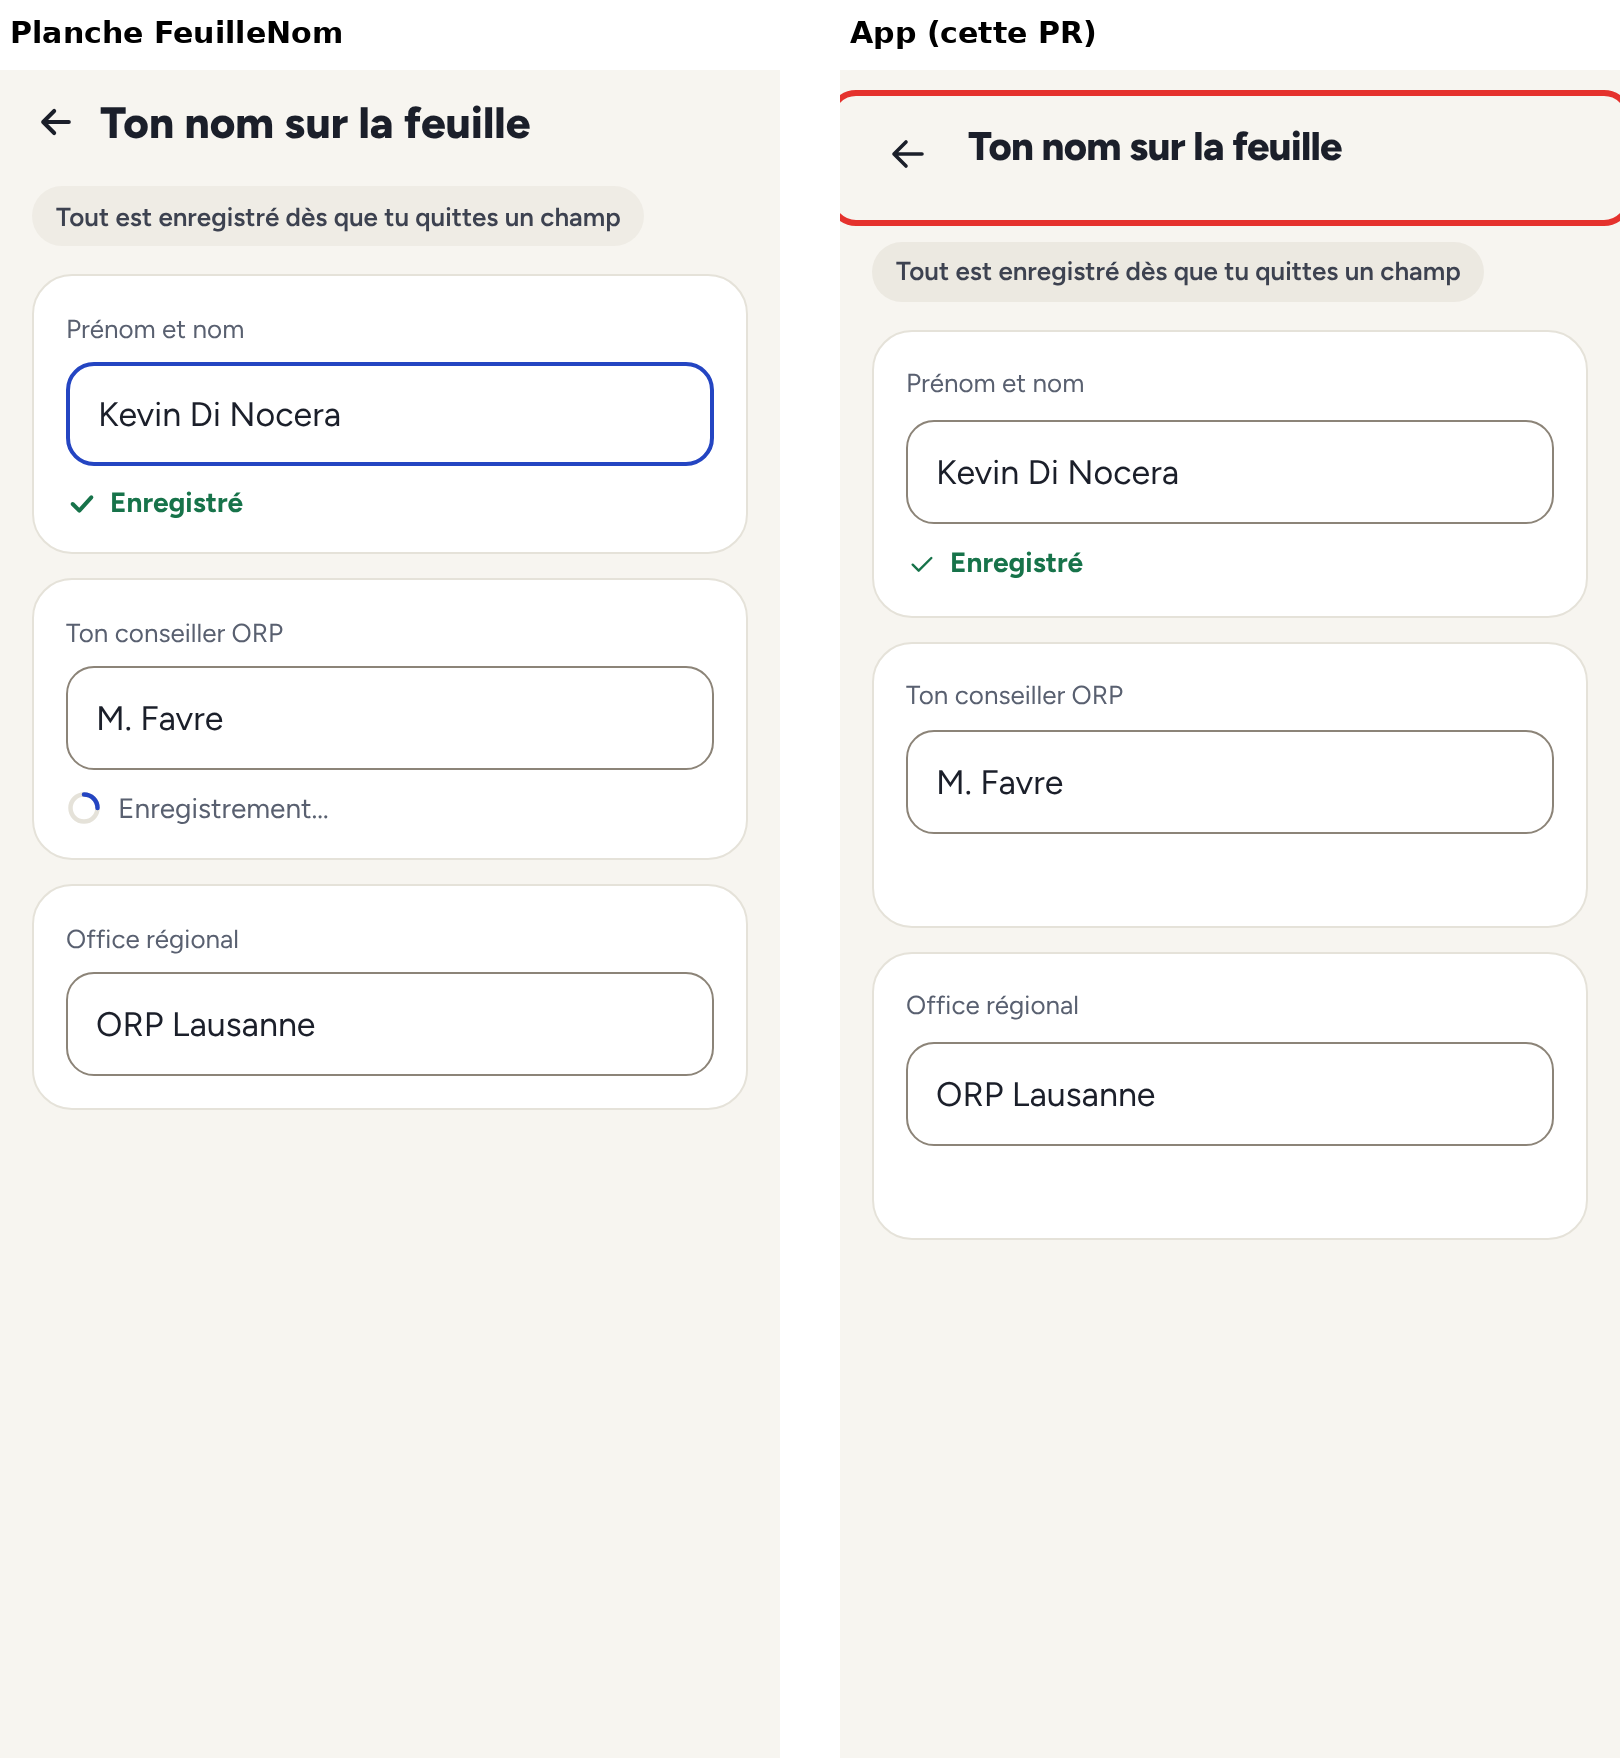 Planche FeuilleNom
Ton nom sur la feuille
Tout est enregistré dès que tu quittes un champ
Prénom et nom
Kevin Di Nocera
Enregistré
Ton conseiller ORP
M. Favre
Enregistrement...
Office régional
ORP Lausanne
App (cette PR)
Ton nom sur la feuille
Tout est enregistré dès que tu quittes un champ
Prénom et nom
Kevin Di Nocera
Enregistré
Ton conseiller ORP
M. Favre
Office régional
ORP Lausanne